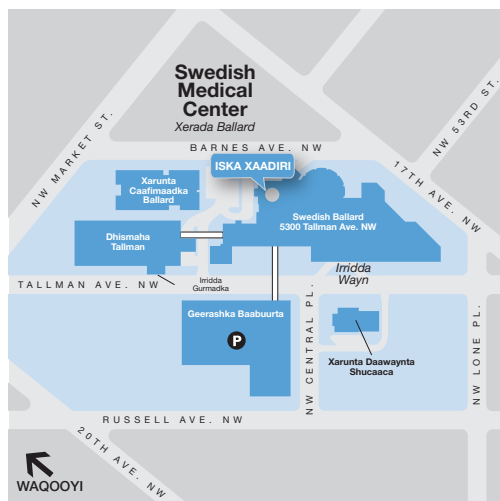 Swedish
Medical
Center
Xerada Ballard
NW MARKET ST.
NW 53RD ST.
BARNES AVE. NW
17TH AVE. NW
ISKA XAADIRI
Xarunta
Caafimaadka
Ballard
Swedish Ballard
5300 Tallman Ave. NW
Dhismaha
Tallman
Irridda
Wayn
Irridda
Gurmadka
TALLMAN AVE. NW
Geerashka Baabuurta
P
NW CENTRAL PL.
NW LONE PL.
Xarunta Daawaynta
Shucaaca
RUSSELL AVE. NW
20TH AVE. NW
WAQOOYI